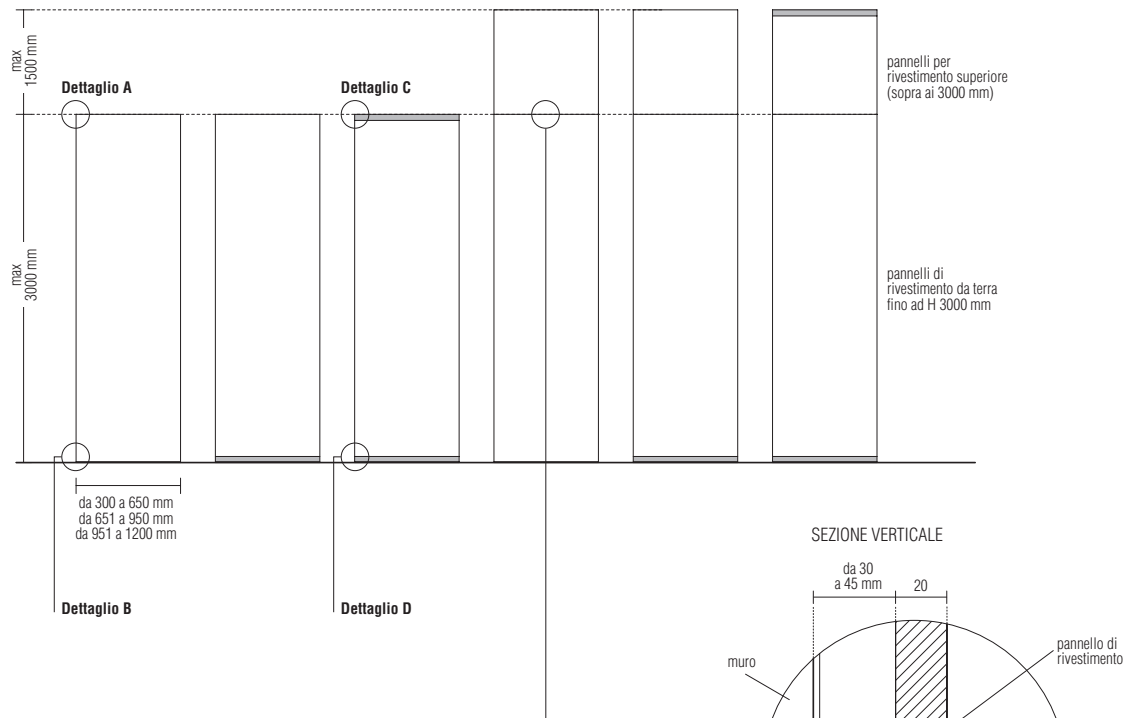 max
1500 mm
Dettaglio A
Dettaglio C
pannelli per
rivestimento superiore
(sopra ai 3000 mm)
max
3000 mm
pannelli di
rivestimento da terra
fino ad H 3000 mm
da 300 a 650 mm
da 651 a 950 mm
da 951 a 1200 mm
Dettaglio B
Dettaglio D
SEZIONE VERTICALE
da 30
a 45 mm
20
muro
pannello di
rivestimento